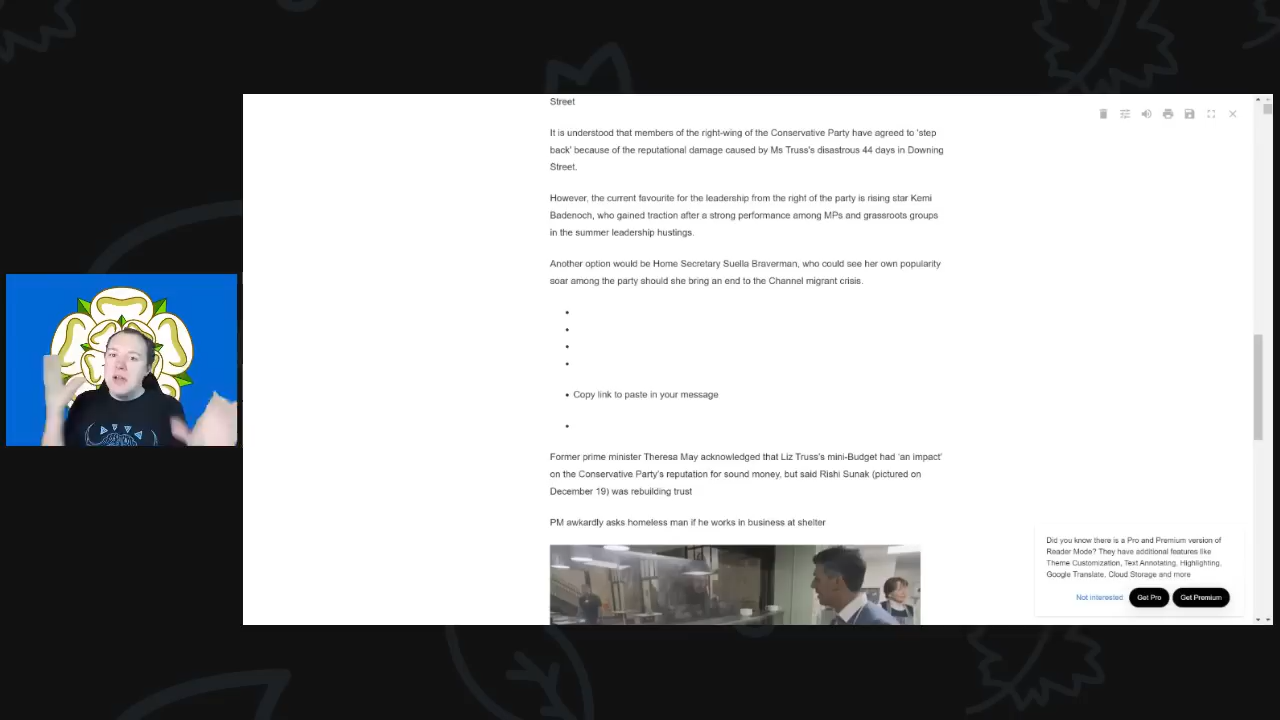 Street
It is understood that members of the right-wing of the Conservative Party have agreed to 'step
back' because of the reputational damage caused by Ms Truss's disastrous 44 days in Downing
Street.
However, the current favourite for the leadership from the right of the party is rising star Kemi
Badenoch, who gained traction after a strong performance among MPs and grassroots groups
in the summer leadership hustings.
Another option would be Home Secretary Suella Braverman, who could see her own popularity
soar among the party should she bring an end to the Channel migrant crisis.
• Copy link to paste in your message
Former prime minister Theresa May acknowledged that Liz Truss's mini-Budget had 'an impact'
on the Conservative Party's reputation for sound money, but said Rishi Sunak (pictured on
December 19) was rebuilding trust
PM awkardly asks homeless man if he works in business at shelter
Did you know there is a Pro and Premium version of
Reader Mode? They have additional features like
Theme Customization, Text Annotating, Highlighting,
Google Translate, Cloud Storage and more
Not interested Get Pro Get Premium